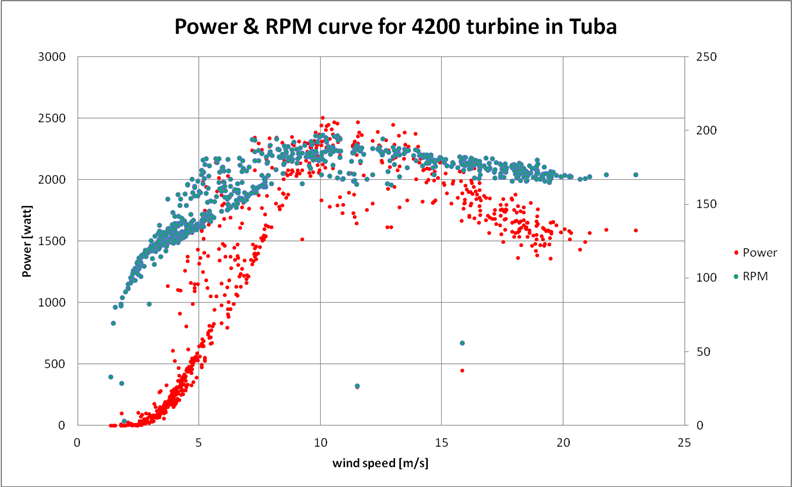 Power & RPM curve for 4200 turbine in Tuba
3000
2500
2000
1500
1000
500
0
Power [watt]
250
200
150
100
50
0
0 5 10 15 20 25
wind speed [m/s]
Power
RPM